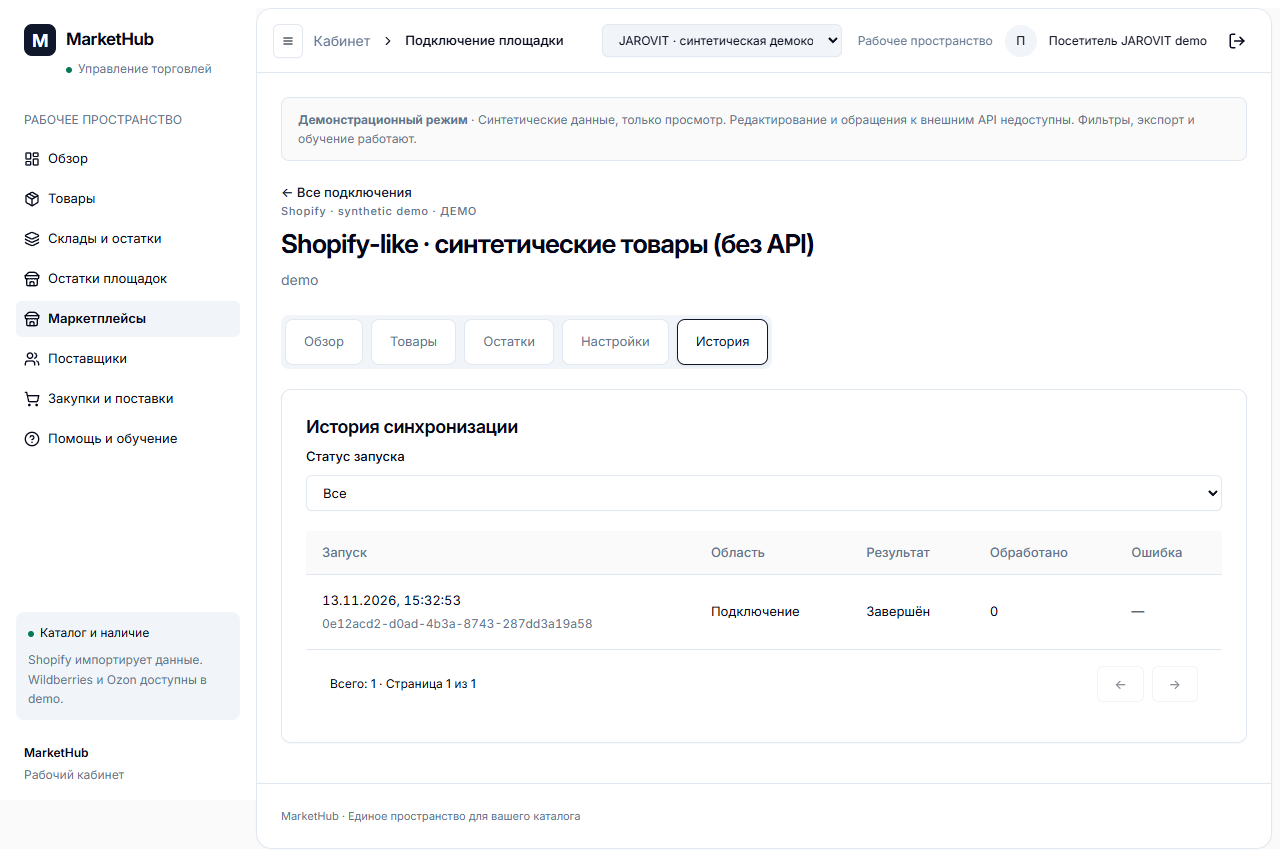 M MarketHub
Управление торговлей
РАБОЧЕЕ ПРОСТРАНСТВО
Обзор
Товары
Склады и остатки
Остатки площадок
Маркетплейсы
Поставщики
Закупки и поставки
Помощь и обучение
Каталог и наличие
Shopify импортирует данные.
Wildberries и Ozon доступны в
demo.
MarketHub
Рабочий кабинет
Кабинет > Подключение площадки
JAROVIT · синтетическая демоко
Рабочее пространство
П
Посетитель JAROVIT demo
Демонстрационный режим · Синтетические данные, только просмотр. Редактирование и обращения к внешним API недоступны. Фильтры, экспорт и
обучение работают.
← Все подключения
Shopify · synthetic demo · ДЕМО
Shopify-like · синтетические товары (без API)
demo
Обзор Товары Остатки Настройки История
История синхронизации
Статус запуска
Все
Запуск Область Результат Обработано Ошибка
13.11.2026, 15:32:53
0e12acd2-d0ad-4b3a-8743-287dd3a19a58
Подключение Завершён 0 —
Всего: 1 · Страница 1 из 1
← →
MarketHub · Единое пространство для вашего каталога